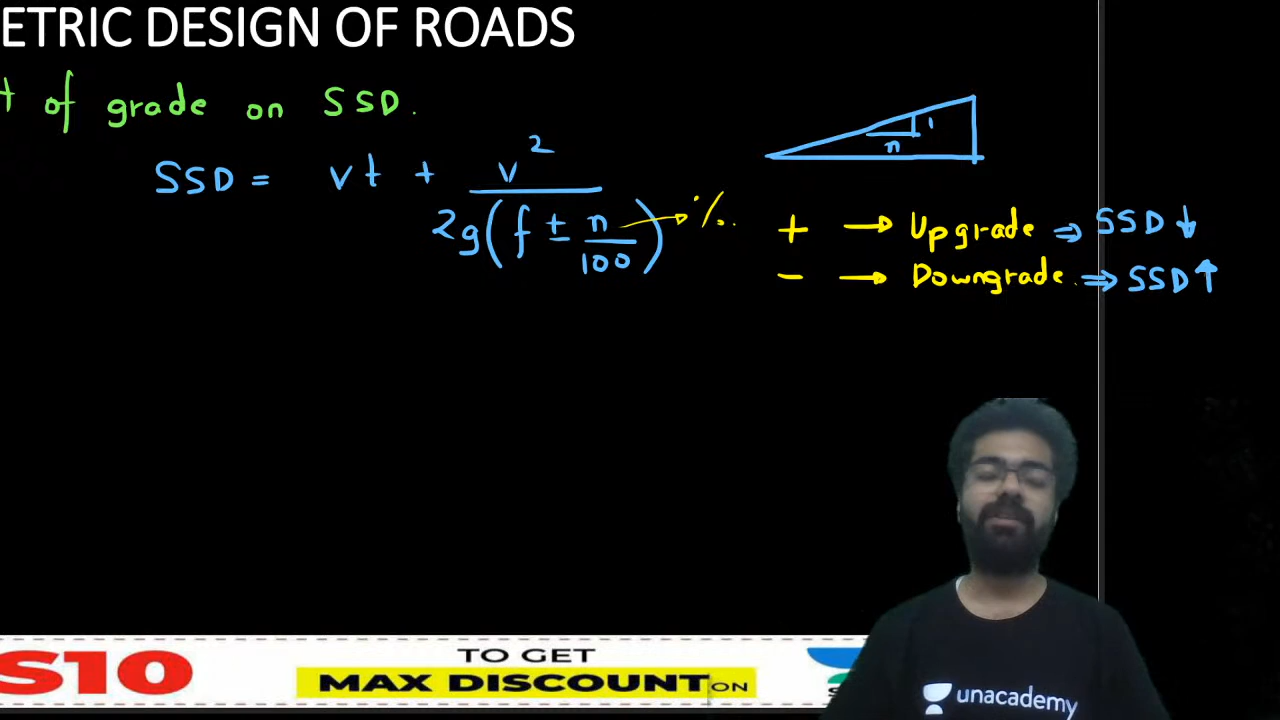 ETRIC DESIGN OF ROADS
t of grade on SSD.
SSD = vt + v² / 2g(f ± n/100) → %.
1
n
+ → Upgrade ⇒ SSD ↓
- → Downgrade. ⇒ SSD ↑
S10
TO GET
MAX DISCOUNT ON
unacademy